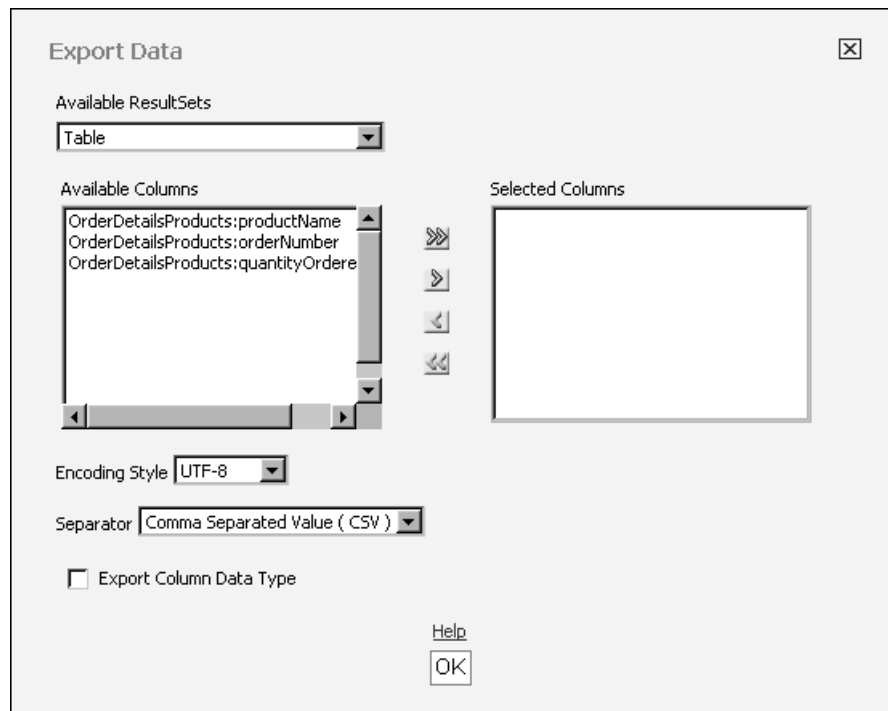 Export Data
Available ResultSets
Table
Available Columns
Selected Columns
OrderDetailsProducts:productName
OrderDetailsProducts:orderNumber
OrderDetailsProducts:quantityOrdere
Encoding Style UTF-8
Separator Comma Separated Value ( CSV )
Export Column Data Type
Help
OK